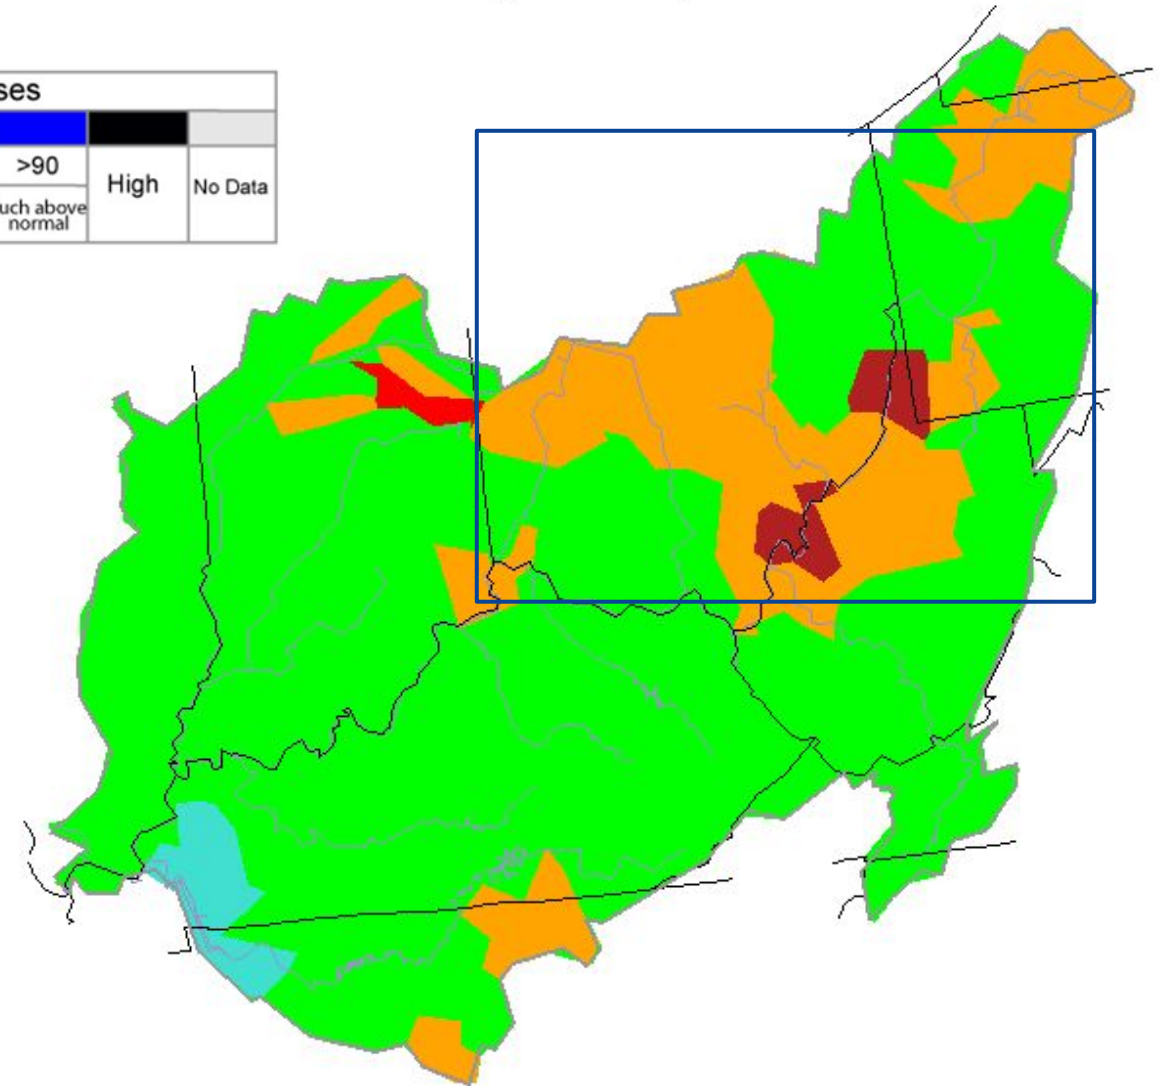 ses
>90
High
No Data
uch above
normal